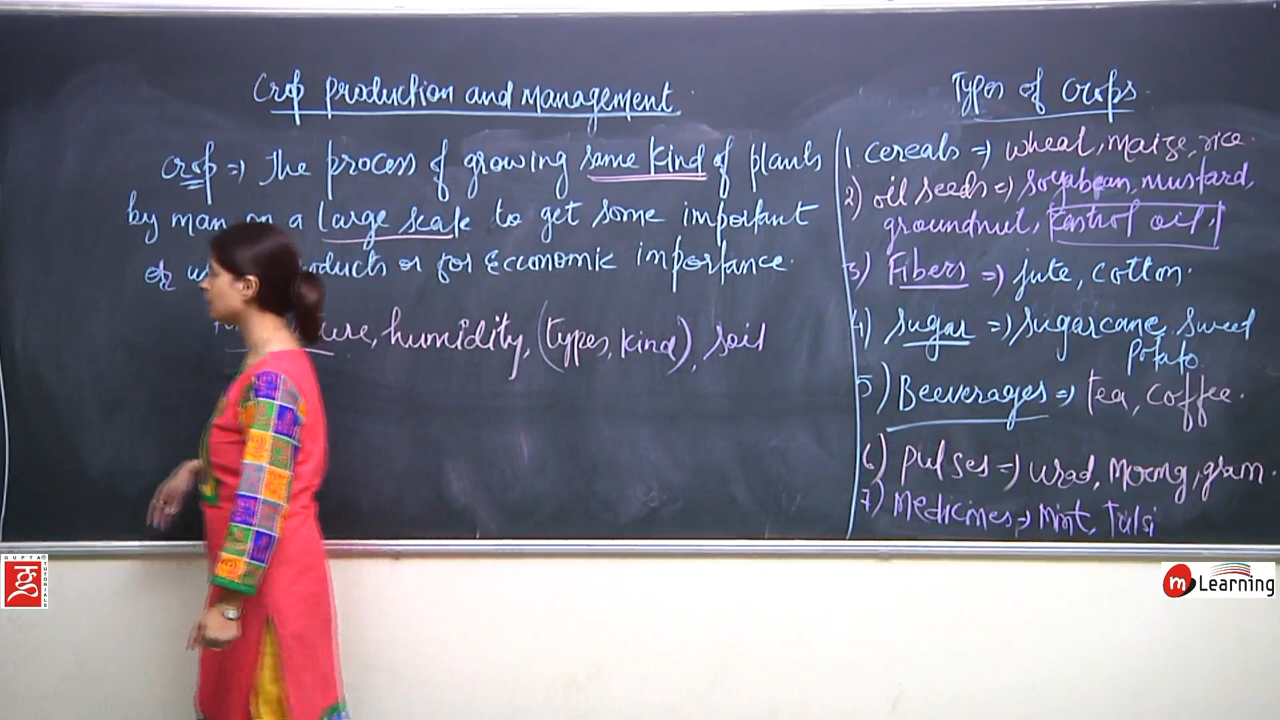 Crop production and management
crop => The process of growing same kind of plants
by man on a large scale to get some important
or products or for Economic importance.
humidity, (types, kind), soil
Types of crops.
1. cereals => wheat, maize, rice.
2) oil seeds => soyabean, mustard,
groundnut,
3) Fibers => jute, cotton.
4) sugar => sugarcane, sweet
potato.
5) Beeverages => tea, coffee.
6) pulses => urad, moong, gram.
7) Medicines => Mint, Tulsi
GUPTA TUTORIALS
m Learning